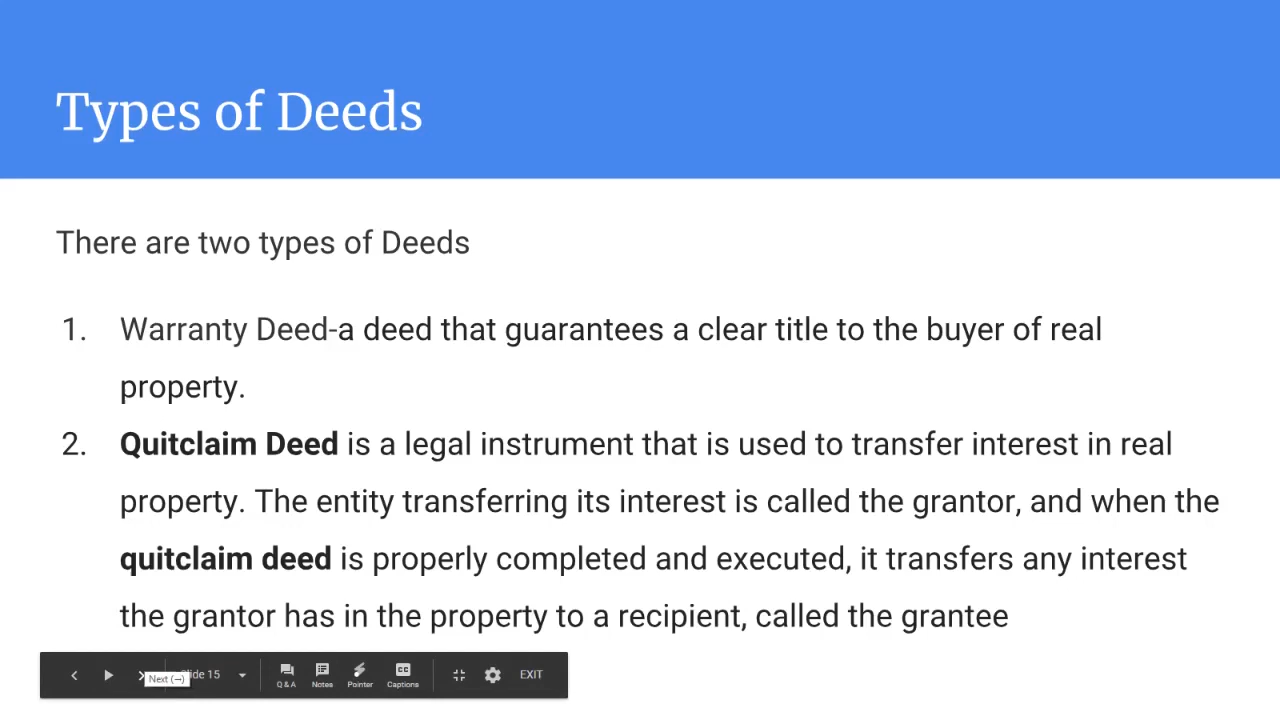 Types of Deeds
There are two types of Deeds
1. Warranty Deed-a deed that guarantees a clear title to the buyer of real
property.
2. Quitclaim Deed is a legal instrument that is used to transfer interest in real
property. The entity transferring its interest is called the grantor, and when the
quitclaim deed is properly completed and executed, it transfers any interest
the grantor has in the property to a recipient, called the grantee
Next (→)
15
Q & A
Notes
Pointer
CC
Captions
EXIT